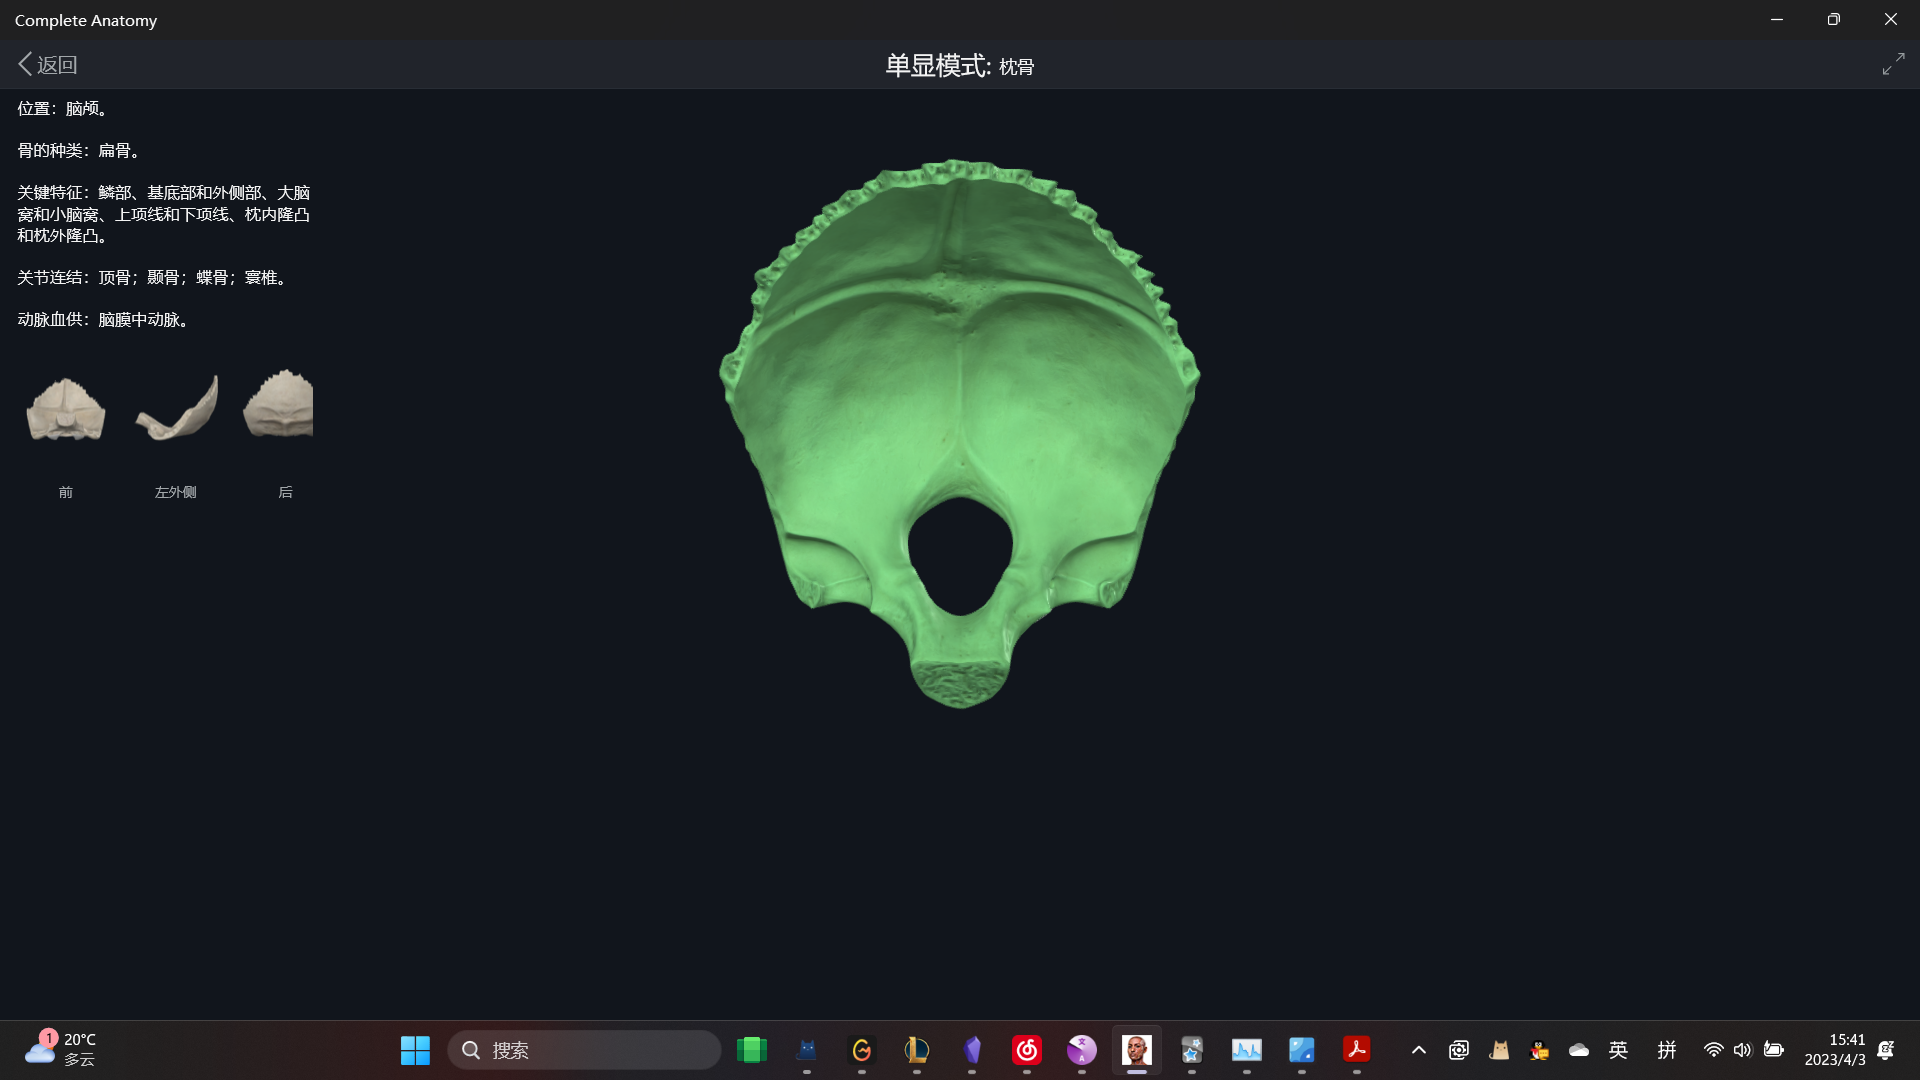 Complete Anatomy
返回
单显模式: 枕骨
位置：脑颅。
骨的种类：扁骨。
关键特征：鳞部、基底部和外侧部、大脑
窝和小脑窝、上项线和下项线、枕内隆凸
和枕外隆凸。
关节连结：顶骨；颞骨；蝶骨；寰椎。
动脉血供：脑膜中动脉。
前
左外侧
后
1
20°C
多云
搜索
英
拼
15:41
2023/4/3